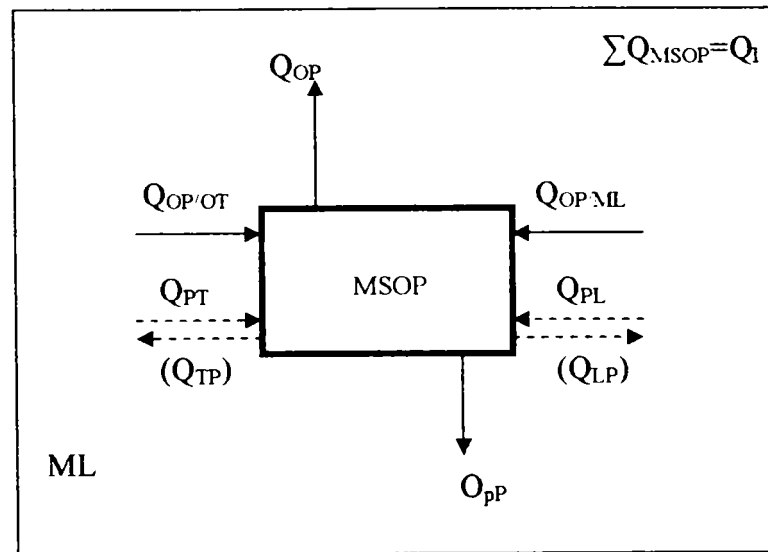 Q_OP ∑Q_MSOP=Q_I
Q_OP/OT Q_OP/ML
Q_PT MSOP Q_PL
(Q_TP) (Q_LP)
ML O_pP